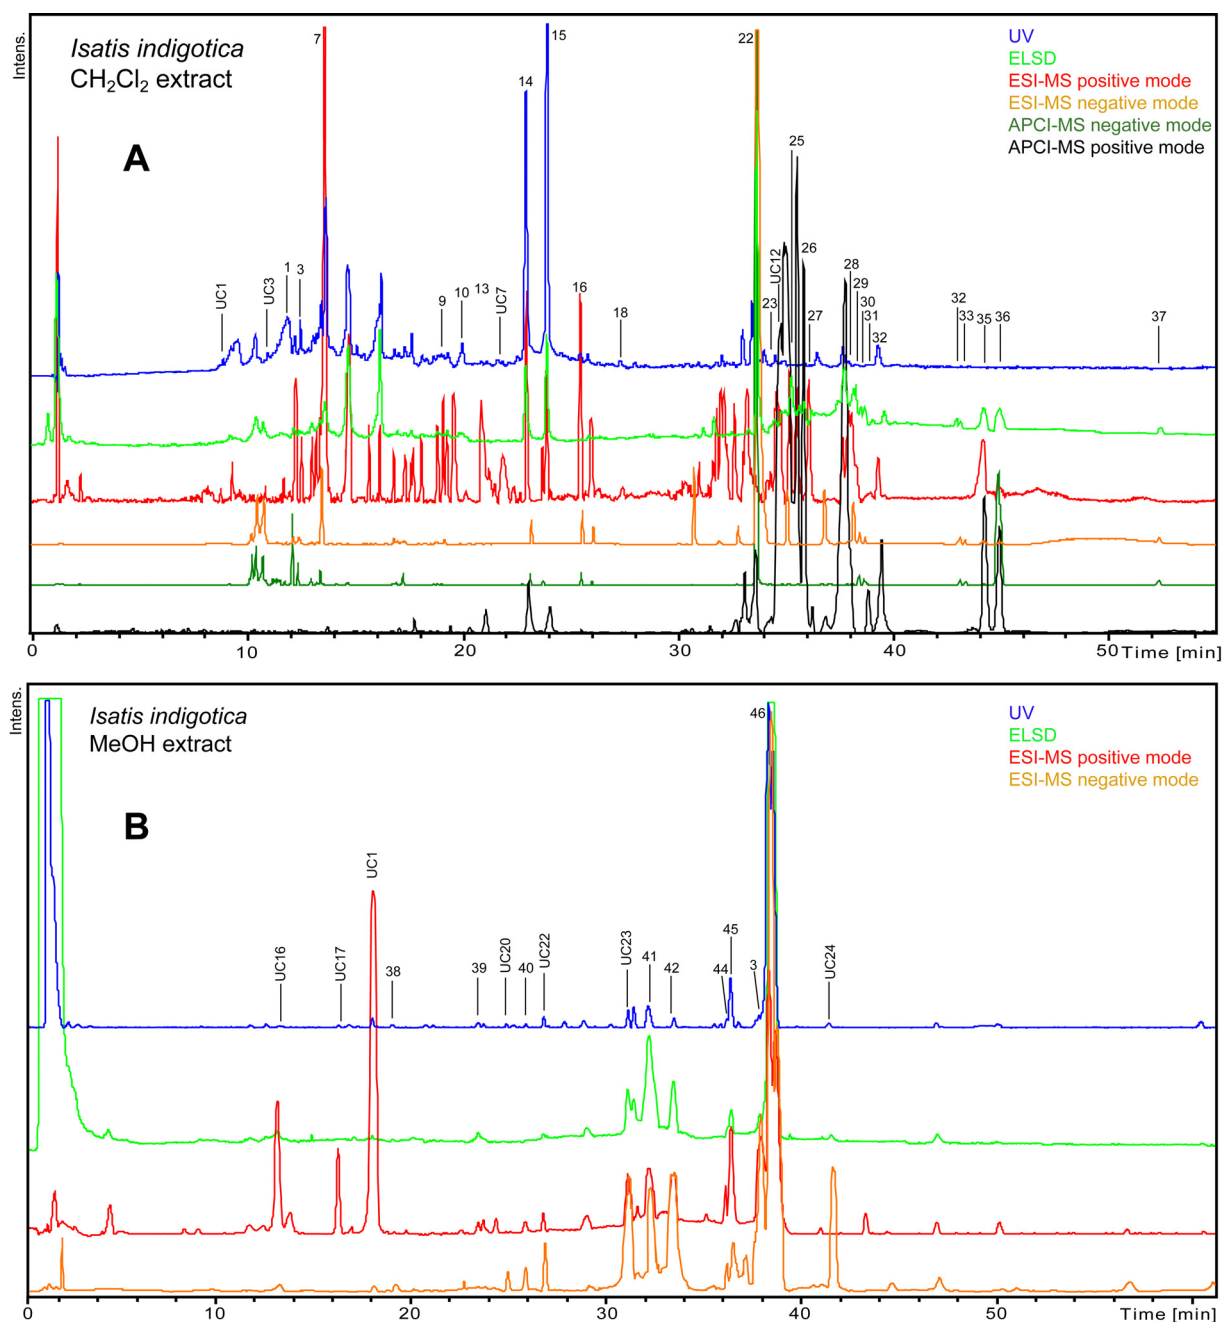 Intens.
Isatis indigotica
CH2Cl2 extract
A
UV
ELSD
ESI-MS positive mode
ESI-MS negative mode
APCI-MS negative mode
APCI-MS positive mode
7
14
15
22
25
UC1
UC3
1
3
9
10
13
UC7
16
18
23
UC12
26
27
28
29
30
31
32
32
33
35
36
37
0 10 20 30 40 50 Time [min]
Intens.
Isatis indigotica
MeOH extract
B
UV
ELSD
ESI-MS positive mode
ESI-MS negative mode
UC16
UC17
UC1
38
39
UC20
40
UC22
UC23
41
42
44
45
3
46
UC24
0 10 20 30 40 50 Time [min]